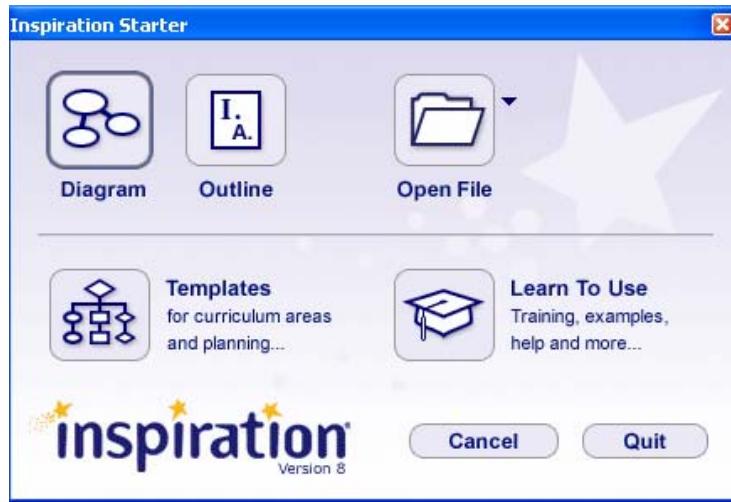 Inspiration Starter
I.
A.
Diagram
Outline
Open File
Templates
for curriculum areas
and planning...
Learn To Use
Training, examples,
help and more...
inspiration®
Version 8
Cancel
Quit